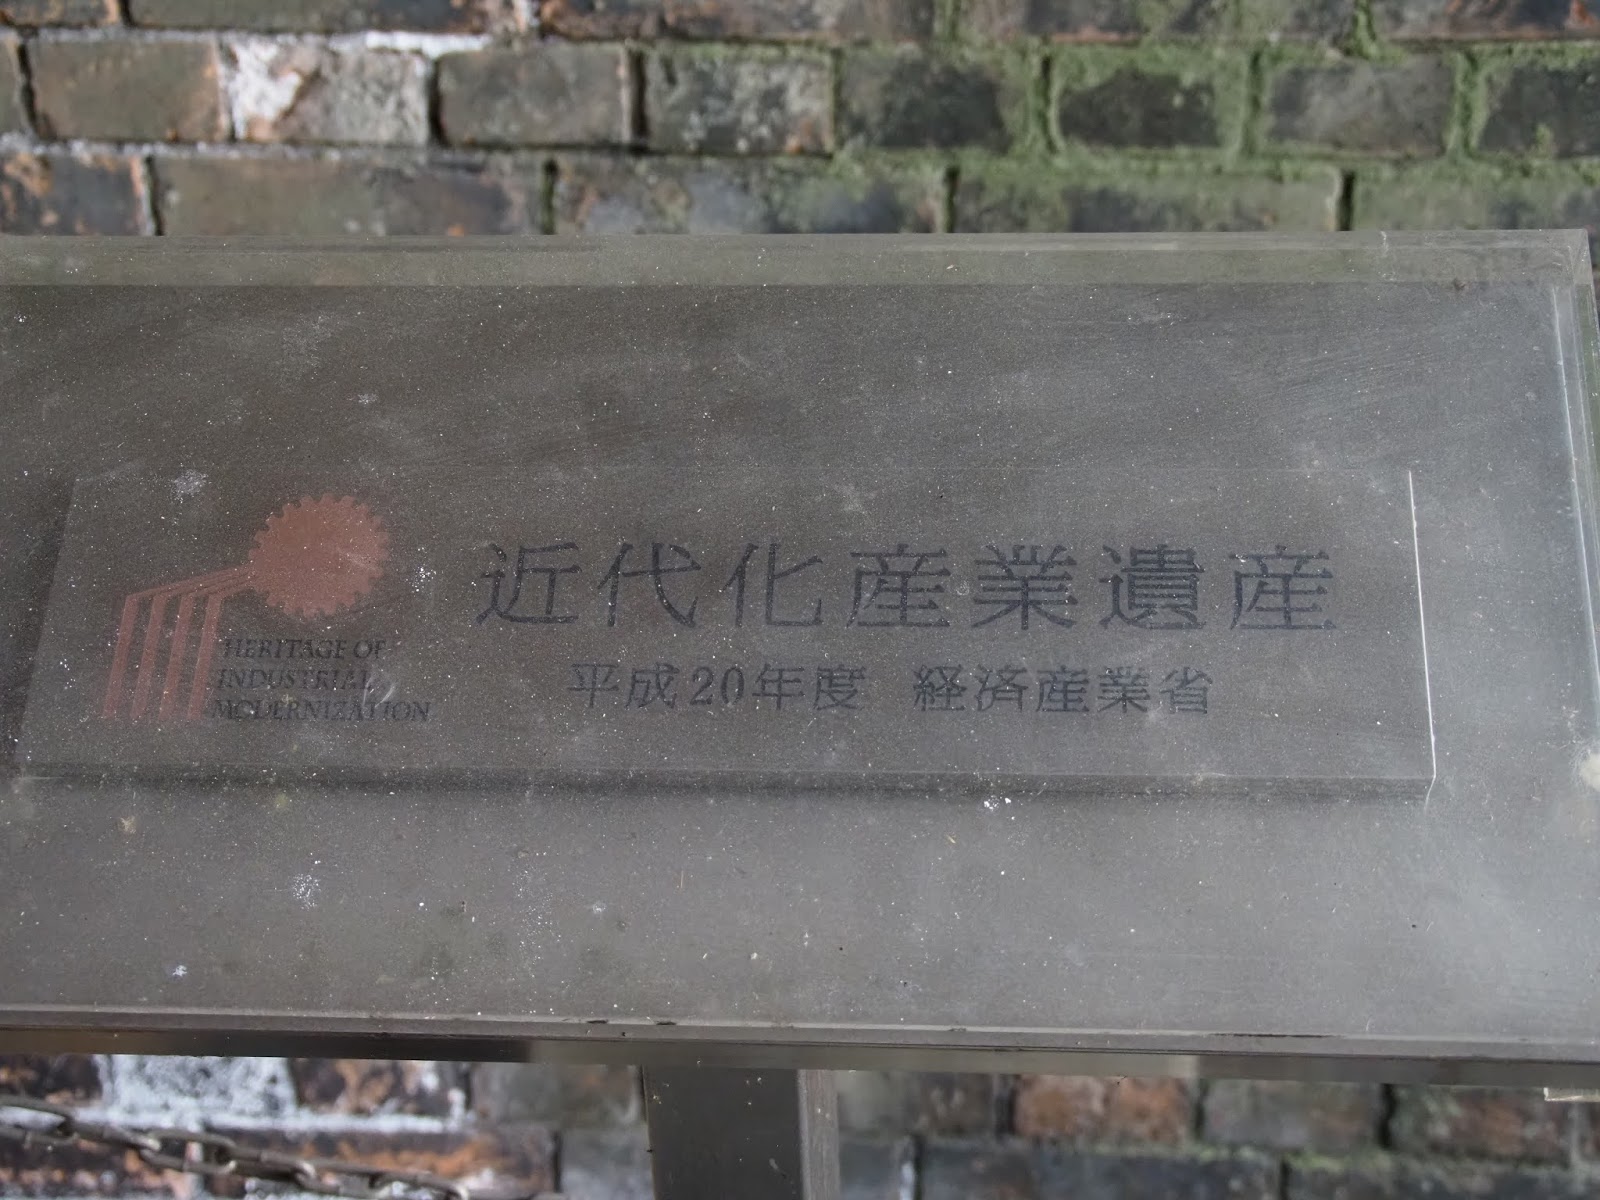 近代化産業遺産
平成20年度 経済産業省
HERITAGE OF
INDUSTRIAL
MODERNIZATION